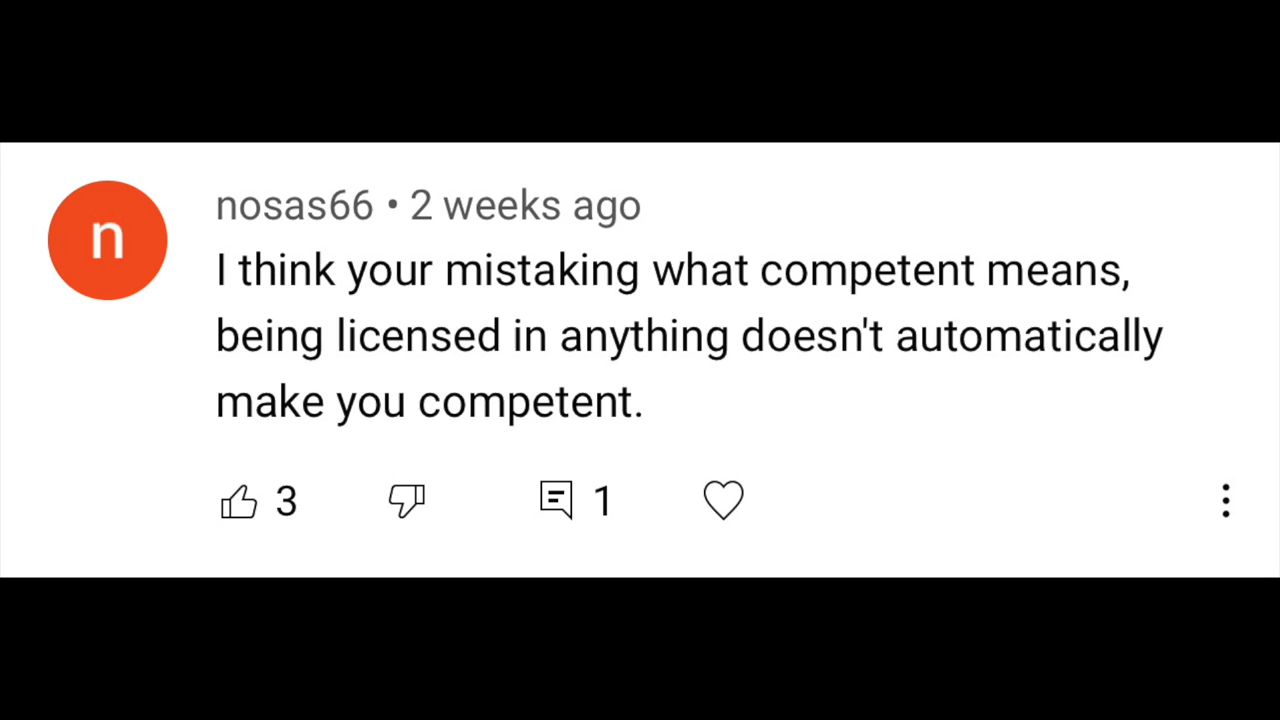 n
nosas66 • 2 weeks ago
I think your mistaking what competent means,
being licensed in anything doesn't automatically
make you competent.
3 1